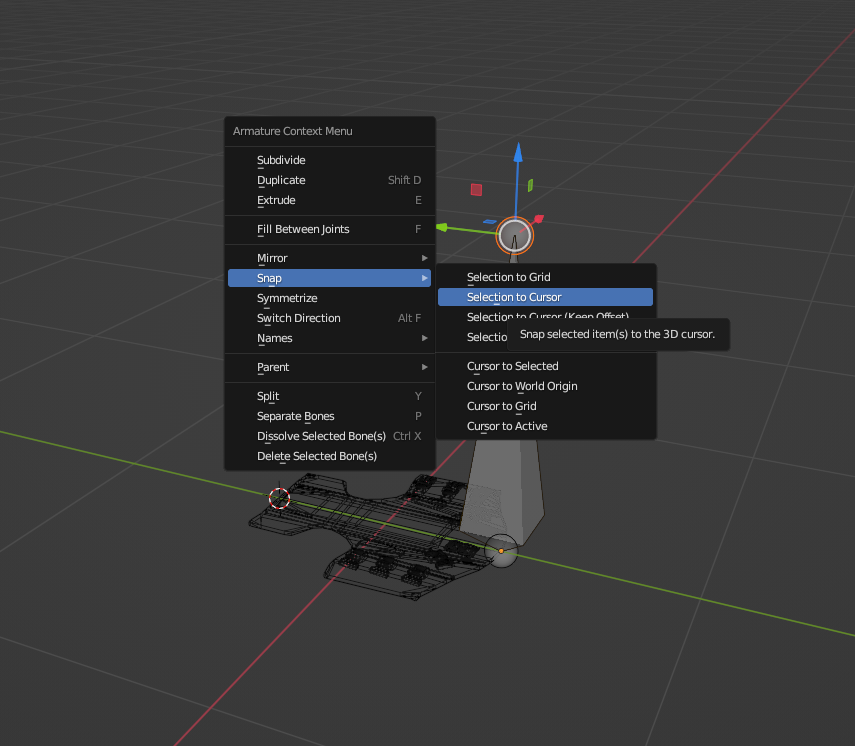 Armature Context Menu
Subdivide
Duplicate Shift D
Extrude E
Fill Between Joints F
Mirror
Snap
Symmetrize
Switch Direction Alt F
Names
Parent
Split Y
Separate Bones P
Dissolve Selected Bone(s) Ctrl X
Delete Selected Bone(s)
Selection to Grid
Selection to Cursor
Selection to Cursor (Keep Offset)
Snap selected item(s) to the 3D cursor.
Cursor to Selected
Cursor to World Origin
Cursor to Grid
Cursor to Active